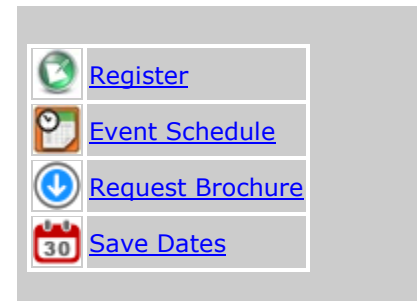 Register
Event Schedule
Request Brochure
30 Save Dates